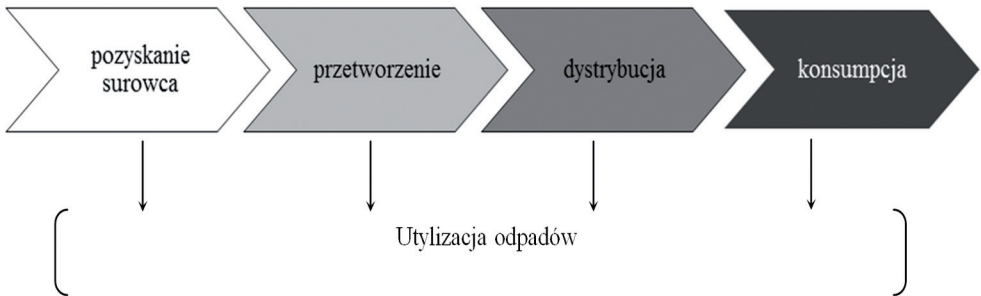 pozyskanie
surowca
przetworzenie
dystrybucja
konsumpcja
Utylizacja odpadów